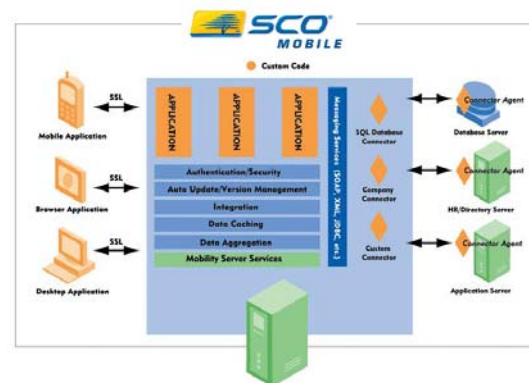 SCO
MOBILE
Custom Code
SSL
Mobile Application
SSL
Browser Application
SSL
Desktop Application
APPLICATION
APPLICATION
APPLICATION
Authentication/Security
Auto Update/Version Management
Integration
Data Caching
Data Aggregation
Mobility Server Services
Messaging Services (SOAP, XML, JDBC, etc.)
SQL Database
Connector
Company
Connector
Custom
Connector
Connector Agent
Database Server
Connector Agent
HR/Directory Server
Connector Agent
Application Server